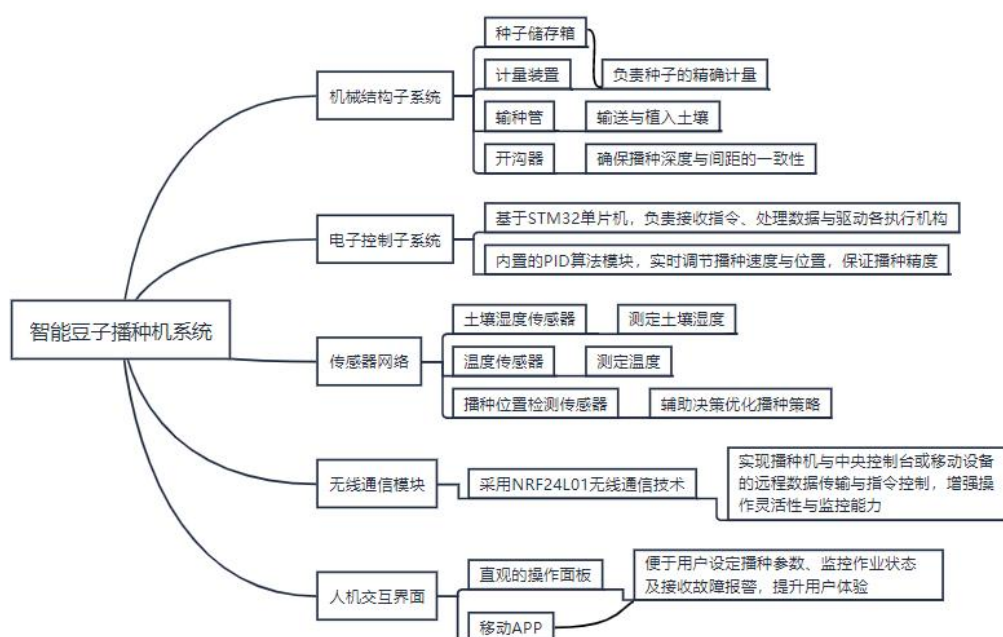 智能豆子播种机系统
机械结构子系统
种子储存箱
计量装置
负责种子的精确计量
输种管
输送与植入土壤
开沟器
确保播种深度与间距的一致性
电子控制子系统
基于STM32单片机，负责接收指令、处理数据与驱动各执行机构
内置的PID算法模块，实时调节播种速度与位置，保证播种精度
传感器网络
土壤湿度传感器
测定土壤湿度
温度传感器
测定温度
播种位置检测传感器
辅助决策优化播种策略
无线通信模块
采用NRF24L01无线通信技术
实现播种机与中央控制台或移动设备
的远程数据传输与指令控制，增强操
作灵活性与监控能力
人机交互界面
直观的操作面板
移动APP
便于用户设定播种参数、监控作业状态
及接收故障报警，提升用户体验